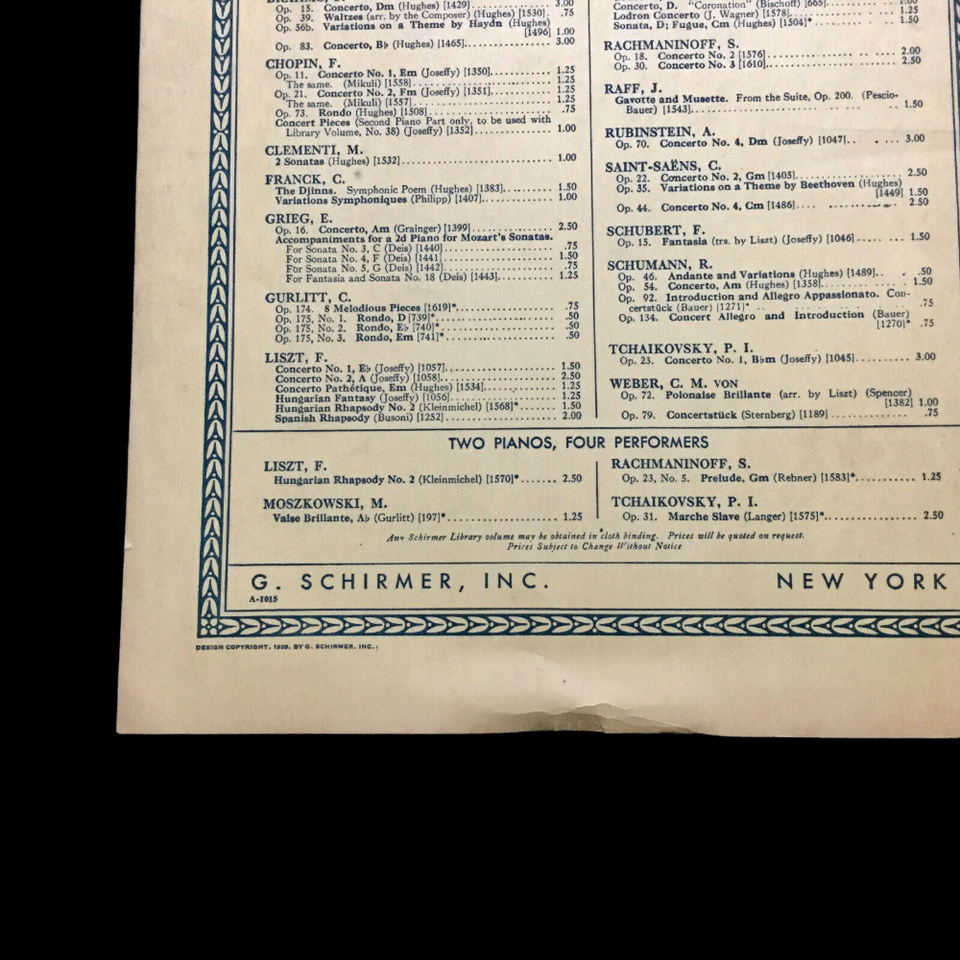 Op. 15. Concerto, Dm (Hughes) [1429] 3.00
Op. 39. Waltzes (arr. by the Composer) (Hughes) [1530]. .75
Op. 56b. Variations on a Theme by Haydn (Hughes)
[1496] 1.00
Op. 83. Concerto, B♭ (Hughes) [1465] 3.00
CHOPIN, F.
Op. 11. Concerto No. 1, Em (Joseffy) [1350] 1.25
The same. (Mikuli) [1558] 1.25
Op. 21. Concerto No. 2, Fm (Joseffy) [1351] 1.25
The same. (Mikuli) [1557] 1.25
Op. 73. Rondo (Hughes) [1508] .75
Concert Pieces (Second Piano Part only, to be used with
Library Volume, No. 38) (Joseffy) [1352] 1.00
CLEMENTI, M.
2 Sonatas (Hughes) [1532] 1.00
FRANCK, C.
The Djinns. Symphonic Poem (Hughes) [1383] 1.50
Variations Symphoniques (Philipp) [1407] 1.00
GRIEG, E.
Op. 16. Concerto, Am (Grainger) [1399] 2.50
Accompaniments for a 2d Piano for Mozart's Sonatas.
For Sonata No. 3, C (Deis) [1440] .75
For Sonata No. 4, F (Deis) [1441] 1.50
For Sonata No. 5, G (Deis) [1442] .75
For Fantasia and Sonata No. 18 (Deis) [1443] 1.25
GURLITT, C.
Op. 174. 8 Melodious Pieces [1619]* .75
Op. 175, No. 1. Rondo, D [739]* .50
Op. 175, No. 2. Rondo, E♭ [740]* .50
Op. 175, No. 3. Rondo, Em [741]* .50
LISZT, F.
Concerto No. 1, E♭ (Joseffy) [1057] 1.50
Concerto No. 2, A (Joseffy) [1058] 2.50
Concerto Pathétique, Em (Hughes) [1534] 1.25
Hungarian Fantasy (Joseffy) [1056] 1.25
Hungarian Rhapsody No. 2 (Kleinmichel) [1568]* 1.50
Spanish Rhapsody (Busoni) [1252] 2.00
Concerto, D. "Coronation" (Bischoff) [665]
Lodron Concerto (J. Wagner) [1578] 1.25
Sonata, D; Fugue, Cm (Hughes) [1504]* 1.50
RACHMANINOFF, S.
Op. 18. Concerto No. 2 [1576] 2.00
Op. 30. Concerto No. 3 [1610] 2.50
RAFF, J.
Gavotte and Musette. From the Suite, Op. 200. (Pescio-
Bauer) [1543] 1.50
RUBINSTEIN, A.
Op. 70. Concerto No. 4, Dm (Joseffy) [1047] 3.00
SAINT-SAËNS, C.
Op. 22. Concerto No. 2, Gm [1405] 2.50
Op. 35. Variations on a Theme by Beethoven (Hughes)
[1449] 1.50
Op. 44. Concerto No. 4, Cm [1486] 2.50
SCHUBERT, F.
Op. 15. Fantasia (trs. by Liszt) (Joseffy) [1046] 1.50
SCHUMANN, R.
Op. 46. Andante and Variations (Hughes) [1489] .50
Op. 54. Concerto, Am (Hughes) [1358] 1.50
Op. 92. Introduction and Allegro Appassionato. Con-
certstück (Bauer) [1271]* .75
Op. 134. Concert Allegro and Introduction (Bauer)
[1270]* .75
TCHAIKOVSKY, P. I.
Op. 23. Concerto No. 1, B♭m (Joseffy) [1045] 3.00
WEBER, C. M. VON
Op. 72. Polonaise Brillante (arr. by Liszt) (Spencer)
[1382] 1.00
Op. 79. Concertstück (Sternberg) [1189] .75
TWO PIANOS, FOUR PERFORMERS
LISZT, F.
Hungarian Rhapsody No. 2 (Kleinmichel) [1570]* 2.50
MOSZKOWSKI, M.
Valse Brillante, A♭ (Gurlitt) [197]* 1.25
RACHMANINOFF, S.
Op. 23, No. 5. Prelude, Gm (Rebner) [1583]* 1.25
TCHAIKOVSKY, P. I.
Op. 31. Marche Slave (Langer) [1575]* 2.50
Any Schirmer Library volume may be obtained in cloth binding. Prices will be quoted on request.
Prices Subject to Change Without Notice
G. SCHIRMER, INC. NEW YORK
A-1015
DESIGN COPYRIGHT, 1939, BY G. SCHIRMER, INC.